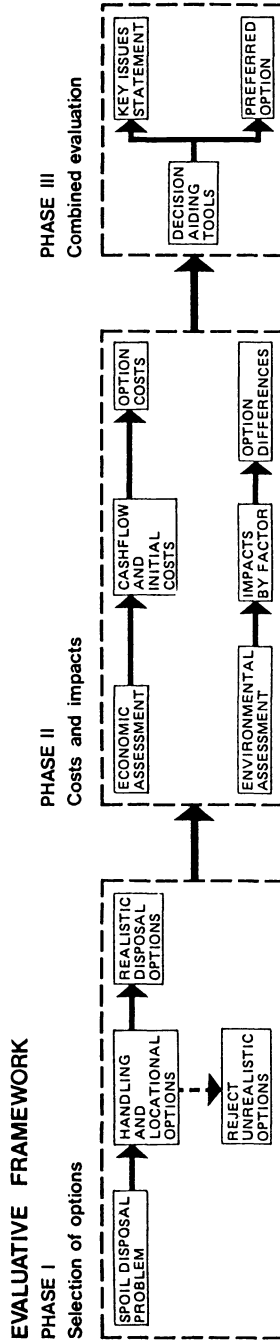 EVALUATIVE FRAMEWORK
PHASE I
Selection of options
SPOIL DISPOSAL
PROBLEM
HANDLING
AND
LOCATIONAL
OPTIONS
REALISTIC
DISPOSAL
OPTIONS
REJECT
UNREALISTIC
OPTIONS
PHASE II
Costs and impacts
ECONOMIC
ASSESSMENT
CASHFLOW
AND
INITIAL
COSTS
OPTION
COSTS
ENVIRONMENTAL
ASSESSMENT
IMPACTS
BY FACTOR
OPTION
DIFFERENCES
PHASE III
Combined evaluation
DECISION
AIDING
TOOLS
KEY ISSUES
STATEMENT
PREFERRED
OPTION